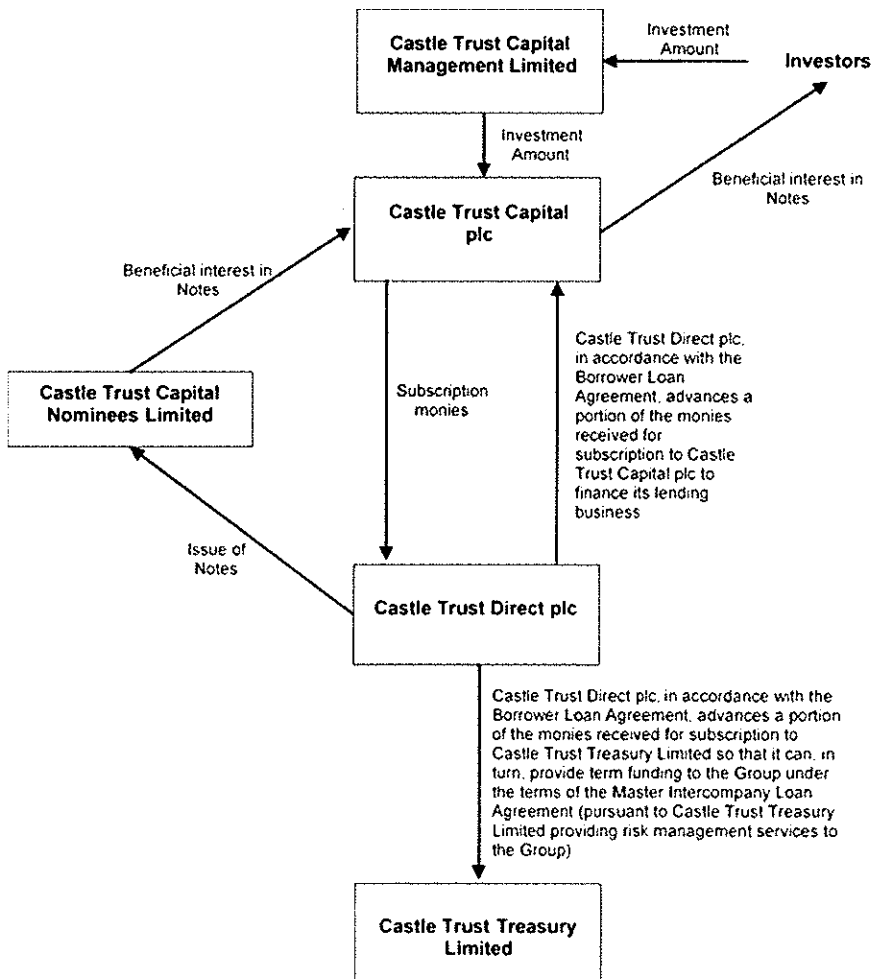 Castle Trust Capital
Management Limited
Investment
Amount
Investors
Investment
Amount
Castle Trust Capital
plc
Beneficial interest in
Notes
Beneficial interest in
Notes
Castle Trust Capital
Nominees Limited
Subscription
monies
Castle Trust Direct plc,
in accordance with the
Borrower Loan
Agreement, advances a
portion of the monies
received for
subscription to Castle
Trust Capital plc to
finance its lending
business
Issue of
Notes
Castle Trust Direct plc
Castle Trust Direct plc, in accordance with the
Borrower Loan Agreement, advances a portion
of the monies received for subscription to
Castle Trust Treasury Limited so that it can, in
turn, provide term funding to the Group under
the terms of the Master Intercompany Loan
Agreement (pursuant to Castle Trust Treasury
Limited providing risk management services to
the Group)
Castle Trust Treasury
Limited